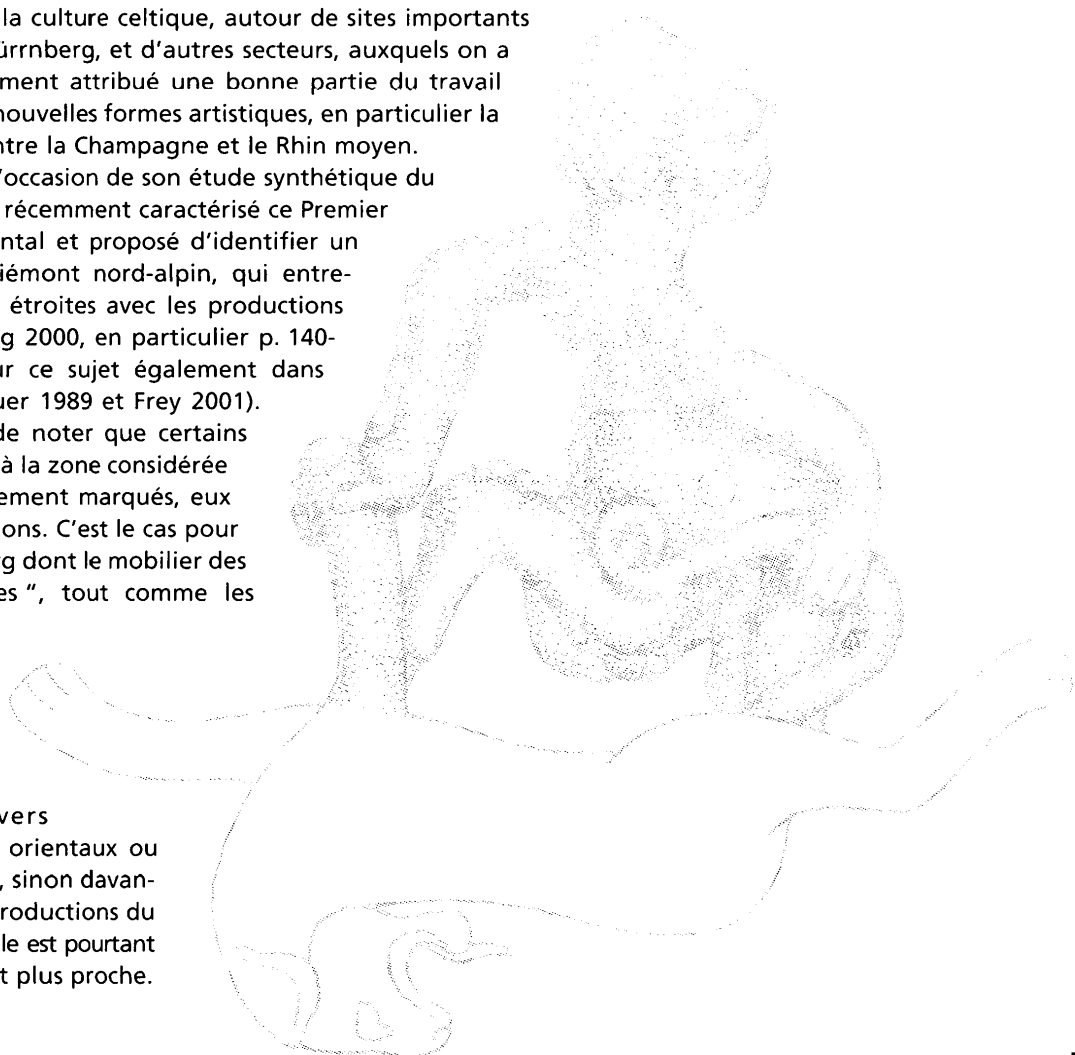 la culture celtique, autour de sites importants
ürrnberg, et d'autres secteurs, auxquels on a
ment attribué une bonne partie du travail
nouvelles formes artistiques, en particulier la
ntre la Champagne et le Rhin moyen.
l'occasion de son étude synthétique du
récemment caractérisé ce Premier
ntal et proposé d'identifier un
iémont nord-alpin, qui entre-
étroites avec les productions
g 2000, en particulier p. 140-
ur ce sujet également dans
uer 1989 et Frey 2001).
de noter que certains
à la zone considérée
ement marqués, eux
ons. C'est le cas pour
rg dont le mobilier des
es ", tout comme les
vers
orientaux ou
, sinon davan-
roductions du
le est pourtant
t plus proche.